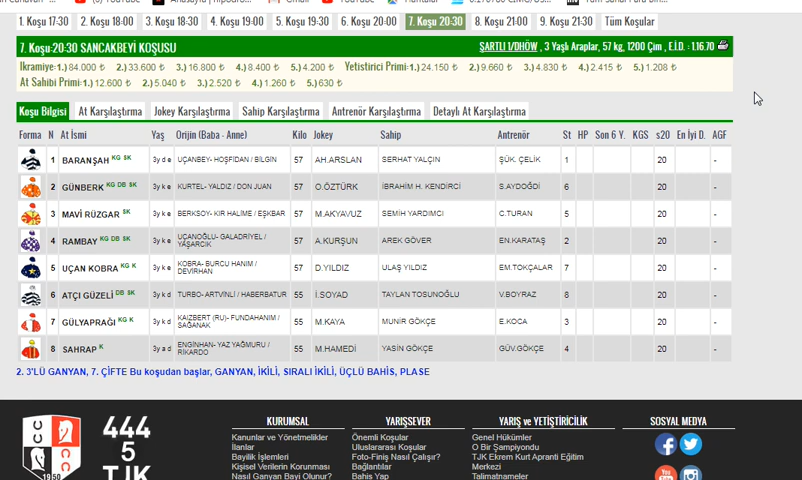 1. Koşu 17:30 2. Koşu 18:00 3. Koşu 18:30 4. Koşu 19:00 5. Koşu 19:30 6. Koşu 20:00 7. Koşu 20:30 8. Koşu 21:00 9. Koşu 21:30 Tüm Koşular
7. Koşu:20:30 SANCAKBEYİ KOŞUSU ŞARTLI V/DHÖW , 3 Yaşlı Araplar, 57 kg, 1200 Çim , E.İ.D. : 1.16.70
Ikramiye:1.) 84.000 ₺ 2.) 33.600 ₺ 3.) 16.800 ₺ 4.) 8.400 ₺ 5.) 4.200 ₺ Yetistirici Primi:1.) 24.150 ₺ 2.) 9.660 ₺ 3.) 4.830 ₺ 4.) 2.415 ₺ 5.) 1.208 ₺
At Sahibi Primi:1.) 12.600 ₺ 2.) 5.040 ₺ 3.) 2.520 ₺ 4.) 1.260 ₺ 5.) 630 ₺
Koşu Bilgisi At Karşılaştırma Jokey Karşılaştırma Sahip Karşılaştırma Antrenör Karşılaştırma Detaylı At Karşılaştırma
Forma N At İsmi Yaş Orijin (Baba - Anne) Kilo Jokey Sahip Antrenör St HP Son 6 Y. KGS s20 En İyi D. AGF
1 BARANŞAH KG SK 3y d e UÇANBEY- HOŞFİDAN / BİLGİN 57 AH.ARSLAN SERHAT YALÇIN ŞÜK. ÇELİK 1 20 -
2 GÜNBERK KG DB SK 3y k e KURTEL- YALDIZ / DON JUAN 57 O.ÖZTÜRK İBRAHİM H. KENDİRCİ S.AYDOĞDİ 6 20 -
3 MAVİ RÜZGAR SK 3y k e BERKSOY- KIR HALİME / EŞKBAR 57 M.AKYAVUZ SEMİH YARDIMCI C.TURAN 5 20 -
4 RAMBAY KG DB SK 3y k e UÇANOĞLU- GALADRİYEL / YAŞARCIK 57 A.KURŞUN AREK GÖVER EN.KARATAŞ 2 20 -
5 UÇAN KOBRA KG K 3y k e KOBRA- BURCU HANIM / DEVİRHAN 57 D.YILDIZ ULAŞ YILDIZ EM.TOKÇALAR 7 20 -
6 ATÇI GÜZELİ DB SK 3y k d TURBO- ARTVİNLİ / HABERBATUR 55 İ.SOYAD TAYLAN TOSUNOĞLU V.BOYRAZ 8 20 -
7 GÜLYAPRAĞI KG K 3y k d KAIZBERT (RU)- FUNDAHANIM / SAĞANAK 55 M.KAYA MUNİR GÖKÇE E.KOCA 3 20 -
8 SAHRAP K 3y a d ENGİNHAN- YAZ YAĞMURU / RİKARDO 55 M.HAMEDİ YASİN GÖKÇE GÜV.GÖKÇE 4 20 -
2. 3'LÜ GANYAN, 7. ÇİFTE Bu koşudan başlar, GANYAN, İKİLİ, SIRALI İKİLİ, ÜÇLÜ BAHİS, PLASE
444
5
TJK
1950
KURUMSAL YARIŞSEVER YARIŞ ve YETİŞTİRİCİLİK SOSYAL MEDYA
Kanunlar ve Yönetmelikler Önemli Koşular Genel Hükümler
İlanlar Uluslararası Koşular O Bir Şampiyondu
Bayilik İşlemleri Foto-Finiş Nasıl Çalışır? TJK Ekrem Kurt Apranti Eğitim
Kişisel Verilerin Korunması Bağlantılar Merkezi
Nasıl Ganyan Bayi Olunur? Bahis Yap Talimatnameler